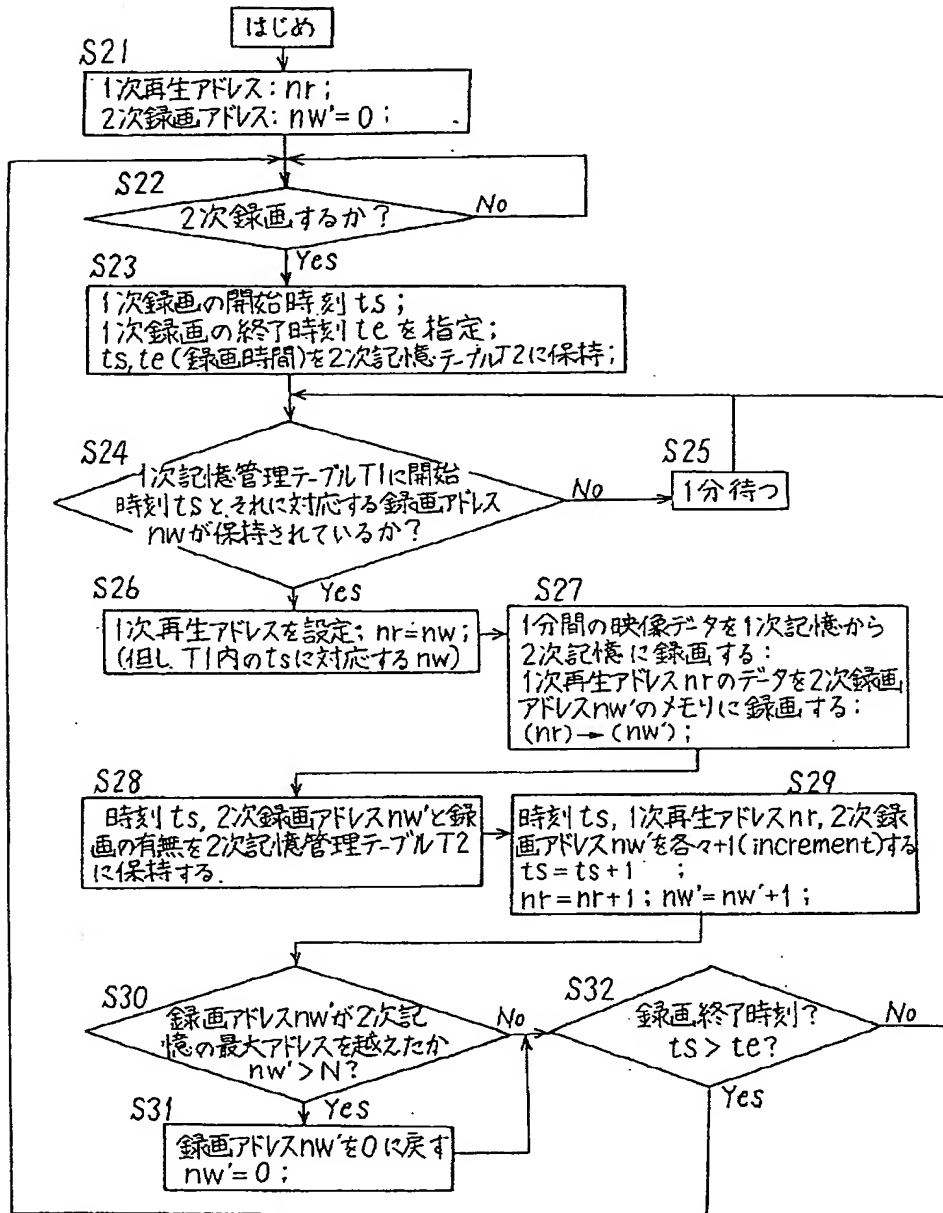 はじめ
S21
1次再生アドレス: nr;
2次録画アドレス: nw'=0;
S22
2次録画するか?
No
Yes
S23
1次録画の開始時刻ts;
1次録画の終了時刻teを指定;
ts,te(録画時間)を2次記憶テーブルT2に保持;
S24
1次記憶管理テーブルT1に開始
時刻tsと、それに対応する録画アドレス
nwが保持されているか?
No
S25
1分待つ
Yes
S26
1次再生アドレスを設定; nr=nw;
(但し、T1内のtsに対応するnw)
S27
1分間の映像データを1次記憶から
2次記憶に録画する:
1次再生アドレスnrのデータを2次録画
アドレスnw'のメモリに録画する:
(nr)→(nw');
S28
時刻ts, 2次録画アドレスnw'と録
画の有無を2次記憶管理テーブルT2
に保持する.
S29
時刻ts, 1次再生アドレスnr, 2次録
画アドレスnw'を各々+1(increment)する
ts=ts+1 ;
nr=nr+1; nw'=nw'+1;
S30
録画アドレスnw'が2次記
憶の最大アドレスを越えたか
nw'>N?
No
Yes
S31
録画アドレスnw'を0に戻す
nw'=0;
S32
録画終了時刻?
ts>te?
No
Yes